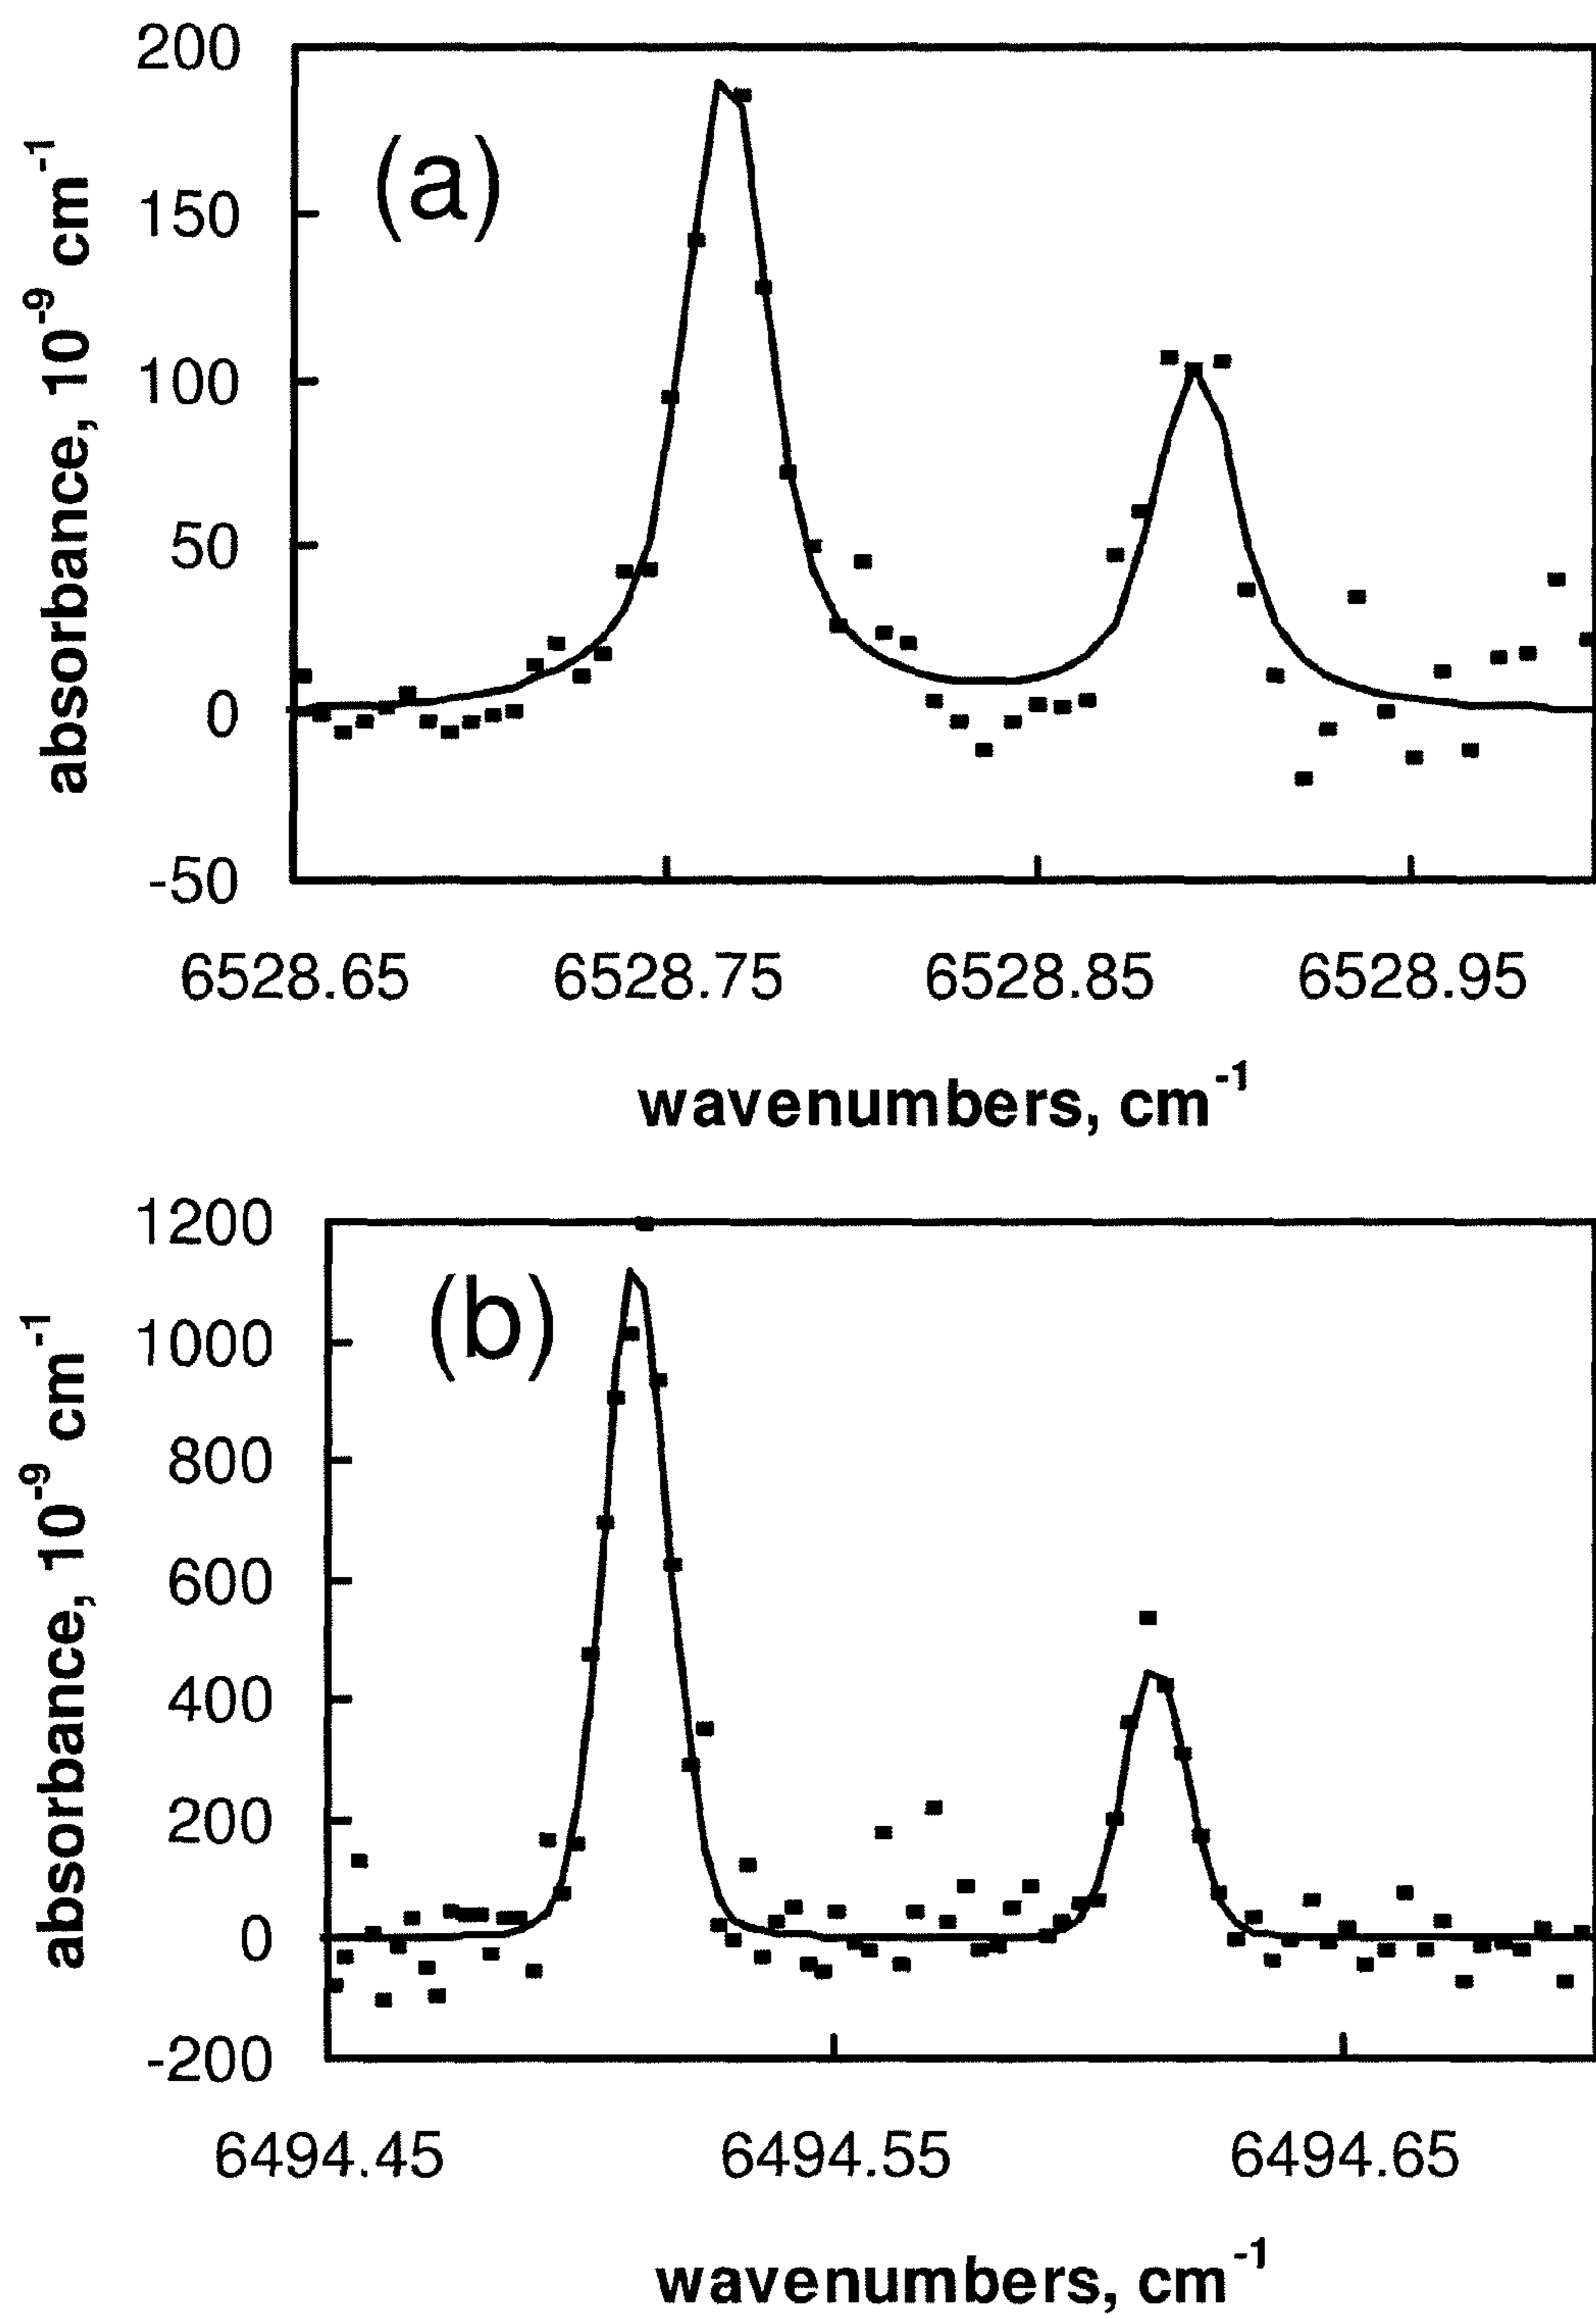 (a)
absorbance, 10⁻⁹ cm⁻¹
200
150
100
50
0
-50
6528.65 6528.75 6528.85 6528.95
wavenumbers, cm⁻¹
(b)
absorbance, 10⁻⁹ cm⁻¹
1200
1000
800
600
400
200
0
-200
6494.45 6494.55 6494.65
wavenumbers, cm⁻¹